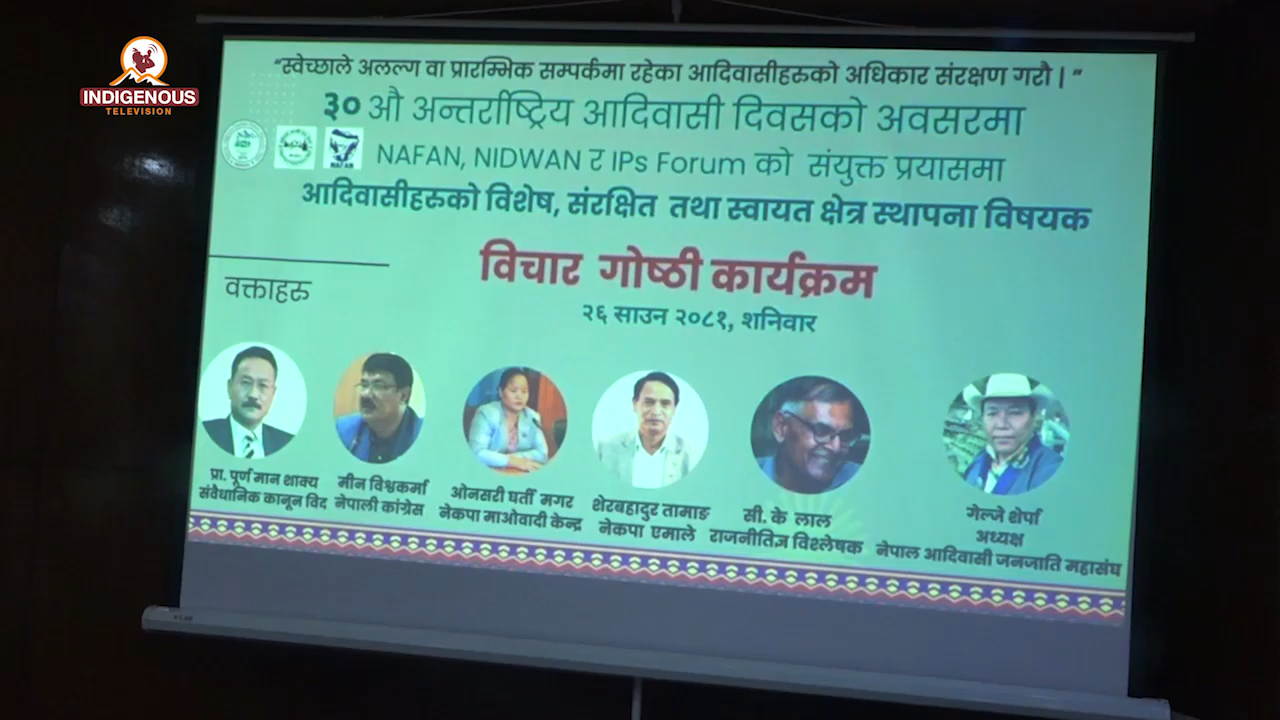 INDIGENOUS
TELEVISION
"स्वेच्छाले अलल्ग वा प्रारम्भिक सम्पर्कमा रहेका आदिवासीहरुको अधिकार संरक्षण गरौ | "
३० औ अन्तर्राष्ट्रिय आदिवासी दिवसको अवसरमा
NAFAN
NAFAN, NIDWAN र IPs Forum को संयुक्त प्रयासमा
आदिवासीहरुको विशेष, संरक्षित तथा स्वायत क्षेत्र स्थापना विषयक
विचार गोष्ठी कार्यक्रम
२६ साउन २०८१, शनिवार
वक्ताहरु
प्रा. पूर्ण मान शाक्य
संवैधानिक कानून विद
मीन विश्वकर्मा
नेपाली कांग्रेस
ओनसरी घर्ती मगर
नेकपा माओवादी केन्द्र
शेरबहादुर तामाङ
नेकपा एमाले
सी. के लाल
राजनीतिज्ञ विश्लेषक
गेल्जे शेर्पा
अध्यक्ष
नेपाल आदिवासी जनजाति महासंघ